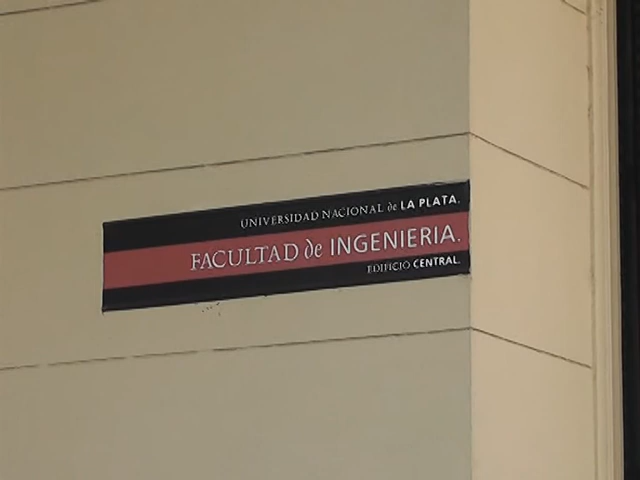 UNIVERSIDAD NACIONAL de LA PLATA.
FACULTAD de INGENIERIA.
EDIFICIO CENTRAL.